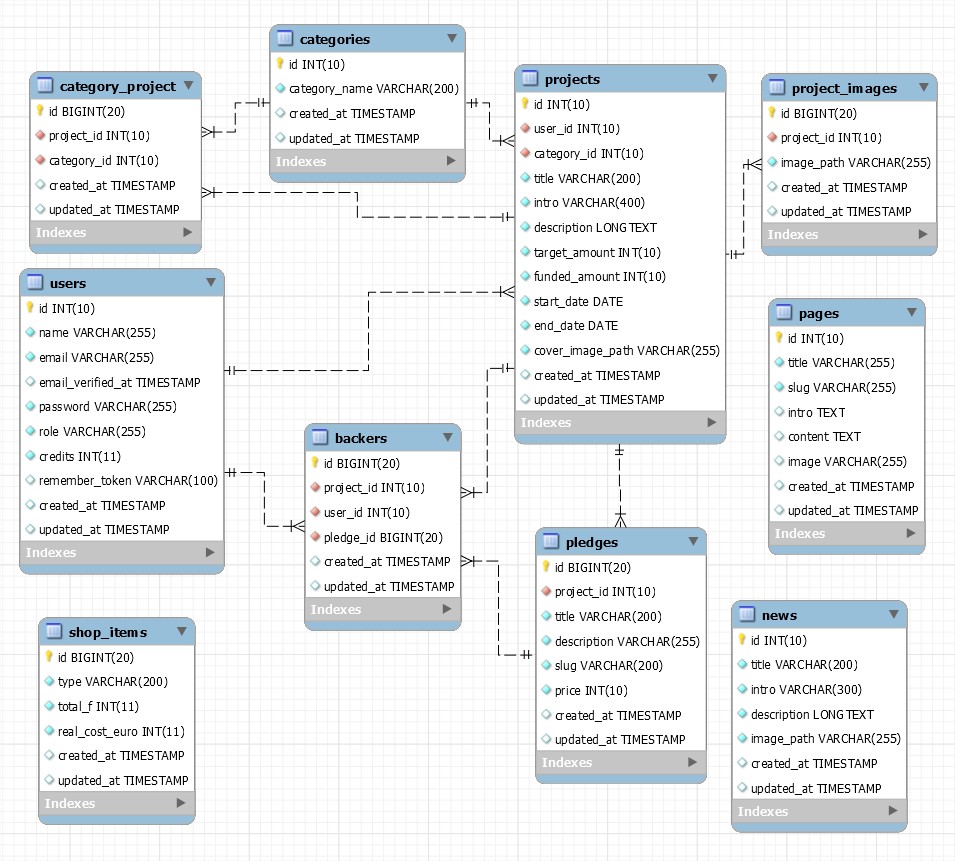 categories
id INT(10)
category_name VARCHAR(200)
created_at TIMESTAMP
updated_at TIMESTAMP
Indexes
category_project
id BIGINT(20)
project_id INT(10)
category_id INT(10)
created_at TIMESTAMP
updated_at TIMESTAMP
Indexes
projects
id INT(10)
user_id INT(10)
category_id INT(10)
title VARCHAR(200)
intro VARCHAR(400)
description LONGTEXT
target_amount INT(10)
funded_amount INT(10)
start_date DATE
end_date DATE
cover_image_path VARCHAR(255)
created_at TIMESTAMP
updated_at TIMESTAMP
Indexes
project_images
id BIGINT(20)
project_id INT(10)
image_path VARCHAR(255)
created_at TIMESTAMP
updated_at TIMESTAMP
Indexes
users
id INT(10)
name VARCHAR(255)
email VARCHAR(255)
email_verified_at TIMESTAMP
password VARCHAR(255)
role VARCHAR(255)
credits INT(11)
remember_token VARCHAR(100)
created_at TIMESTAMP
updated_at TIMESTAMP
Indexes
pages
id INT(10)
title VARCHAR(255)
slug VARCHAR(255)
intro TEXT
content TEXT
image VARCHAR(255)
created_at TIMESTAMP
updated_at TIMESTAMP
Indexes
backers
id BIGINT(20)
project_id INT(10)
user_id INT(10)
pledge_id BIGINT(20)
created_at TIMESTAMP
updated_at TIMESTAMP
Indexes
pledges
id BIGINT(20)
project_id INT(10)
title VARCHAR(200)
description VARCHAR(255)
slug VARCHAR(200)
price INT(10)
created_at TIMESTAMP
updated_at TIMESTAMP
Indexes
shop_items
id BIGINT(20)
type VARCHAR(200)
total_f INT(11)
real_cost_euro INT(11)
created_at TIMESTAMP
updated_at TIMESTAMP
Indexes
news
id INT(10)
title VARCHAR(200)
intro VARCHAR(300)
description LONGTEXT
image_path VARCHAR(255)
created_at TIMESTAMP
updated_at TIMESTAMP
Indexes